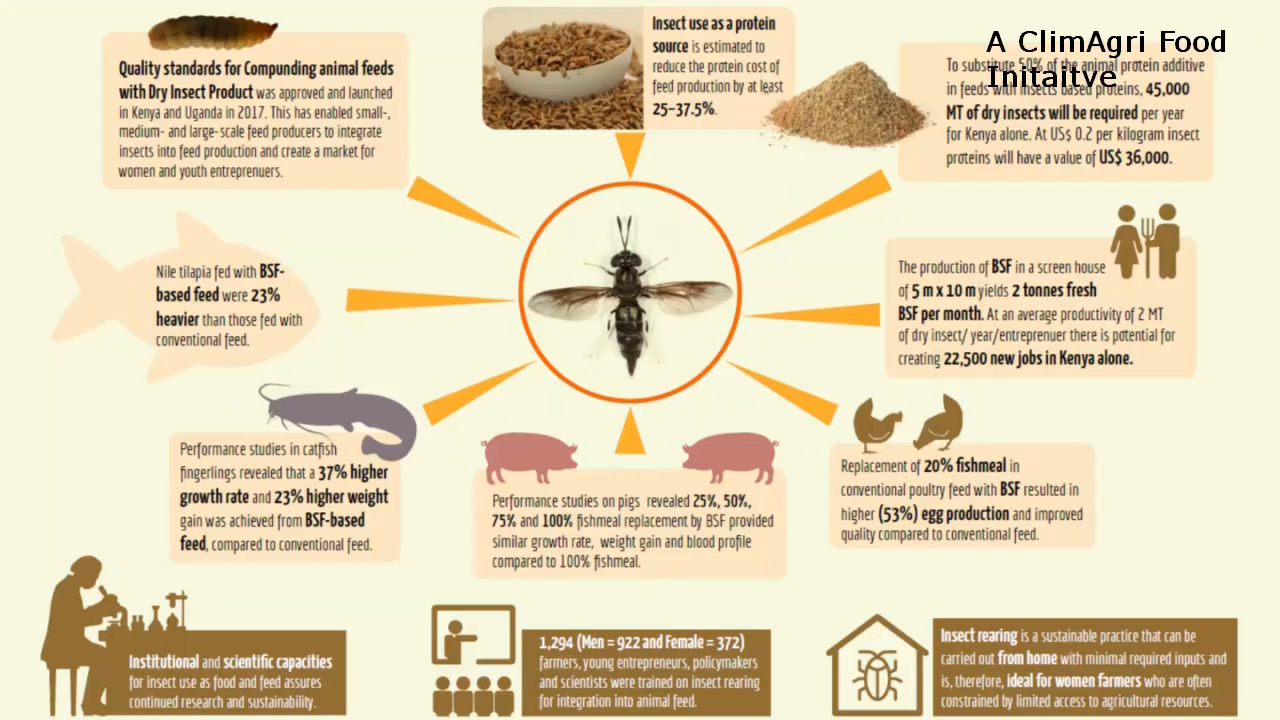 Quality standards for Compunding animal feeds
with Dry Insect Product was approved and launched
in Kenya and Uganda in 2017. This has enabled small-,
medium- and large-scale feed producers to integrate
insects into feed production and create a market for
women and youth entreprenuers.
Insect use as a protein
source is estimated to
reduce the protein cost of
feed production by at least
25–37.5%.
A ClimAgri Food
Initaitve
To substitute 50% of the animal protein additive
in feeds with insects based proteins, 45,000
MT of dry insects will be required per year
for Kenya alone. At US$ 0.2 per kilogram insect
proteins will have a value of US$ 36,000.
Nile tilapia fed with BSF-
based feed were 23%
heavier than those fed with
conventional feed.
The production of BSF in a screen house
of 5 m x 10 m yields 2 tonnes fresh
BSF per month. At an average productivity of 2 MT
of dry insect/ year/entreprenuer there is potential for
creating 22,500 new jobs in Kenya alone.
Performance studies in catfish
fingerlings revealed that a 37% higher
growth rate and 23% higher weight
gain was achieved from BSF-based
feed, compared to conventional feed.
Performance studies on pigs revealed 25%, 50%,
75% and 100% fishmeal replacement by BSF provided
similar growth rate, weight gain and blood profile
compared to 100% fishmeal.
Replacement of 20% fishmeal in
conventional poultry feed with BSF resulted in
higher (53%) egg production and improved
quality compared to conventional feed.
Institutional and scientific capacities
for insect use as food and feed assures
continued research and sustainability.
1,294 (Men = 922 and Female = 372)
farmers, young entrepreneurs, policymakers
and scientists were trained on insect rearing
for integration into animal feed.
Insect rearing is a sustainable practice that can be
carried out from home with minimal required inputs and
is, therefore, ideal for women farmers who are often
constrained by limited access to agricultural resources.